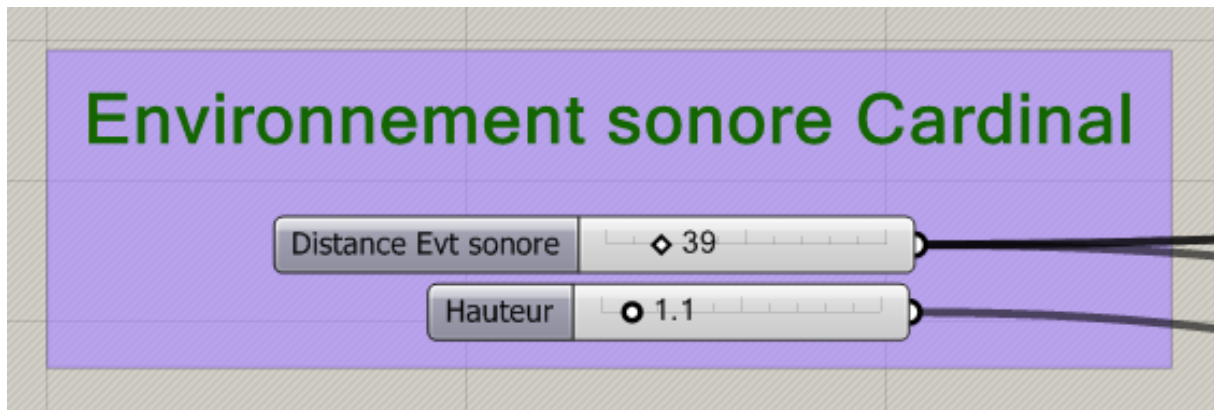 Environnement sonore Cardinal
Distance Evt sonore 39
Hauteur 1.1